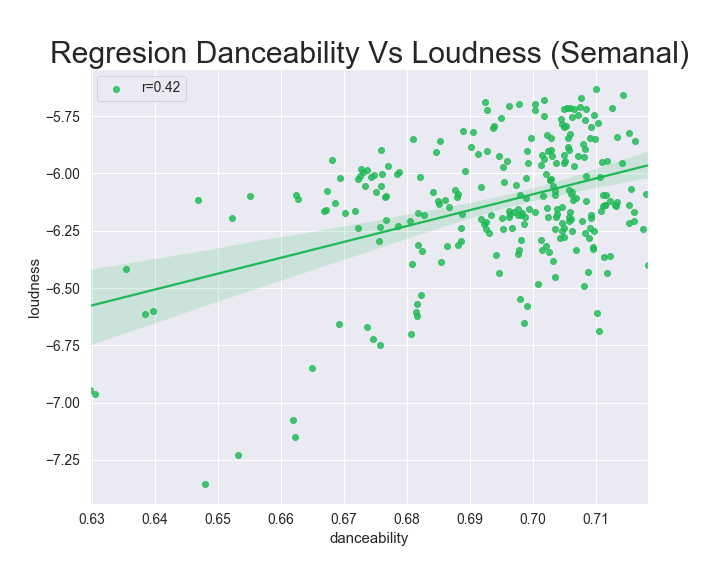 Regresion Danceability Vs Loudness (Semanal)
r=0.42
−5.75
−6.00
−6.25
−6.50
−6.75
−7.00
−7.25
loudness
0.63 0.64 0.65 0.66 0.67 0.68 0.69 0.70 0.71
danceability